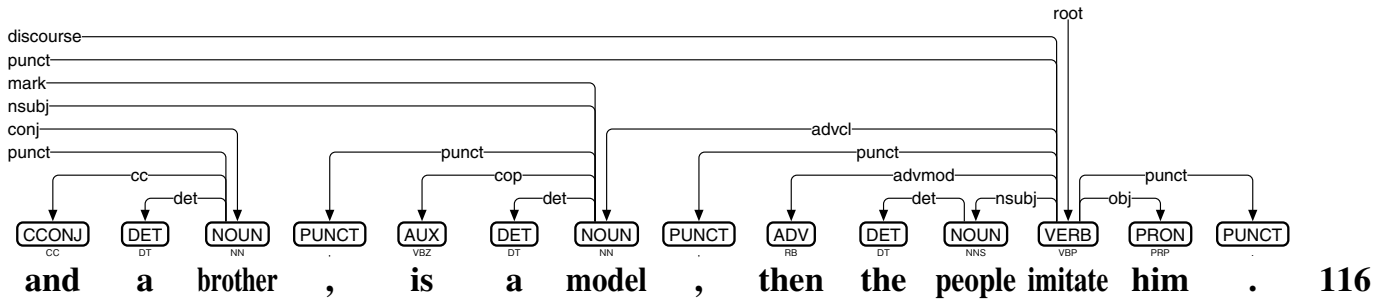 root
discourse
punct
mark
nsubj
conj advcl
punct punct punct
cc cop advmod punct
det det det nsubj obj
CCONJ DET NOUN PUNCT AUX DET NOUN PUNCT ADV DET NOUN VERB PRON PUNCT
CC DT NN , VBZ DT NN , RB DT NNS VBP PRP .
and a brother , is a model , then the people imitate him . 116